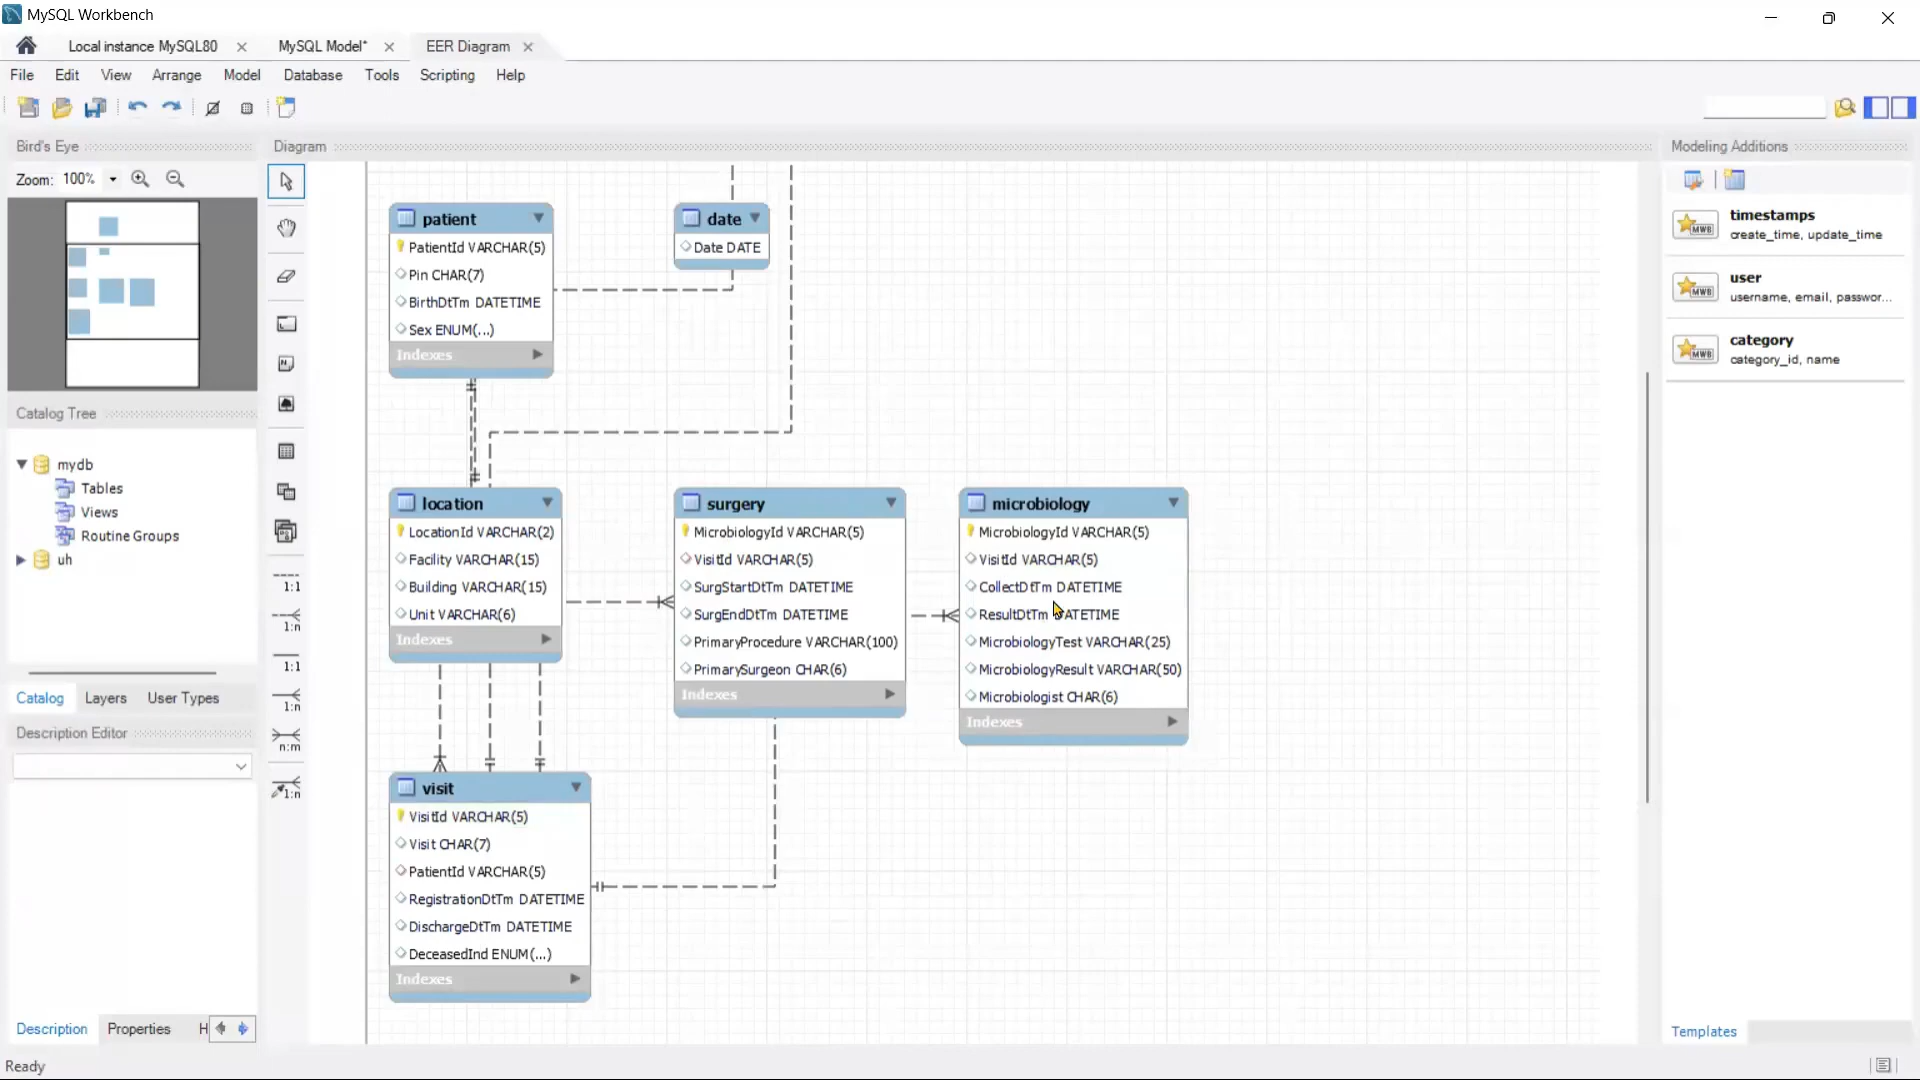 MySQL Workbench
Local instance MySQL80
MySQL Model*
EER Diagram
File Edit View Arrange Model Database Tools Scripting Help
Bird's Eye
Diagram
Modeling Additions
Zoom: 100%
patient
PatientId VARCHAR(5)
Pin CHAR(7)
BirthDtTm DATETIME
Sex ENUM(...)
Indexes
date
Date DATE
location
LocationId VARCHAR(2)
Facility VARCHAR(15)
Building VARCHAR(15)
Unit VARCHAR(6)
Indexes
surgery
MicrobiologyId VARCHAR(5)
VisitId VARCHAR(5)
SurgStartDtTm DATETIME
SurgEndDtTm DATETIME
PrimaryProcedure VARCHAR(100)
PrimarySurgeon CHAR(6)
Indexes
microbiology
MicrobiologyId VARCHAR(5)
VisitId VARCHAR(5)
CollectDtTm DATETIME
ResultDtTm DATETIME
MicrobiologyTest VARCHAR(25)
MicrobiologyResult VARCHAR(50)
Microbiologist CHAR(6)
Indexes
visit
VisitId VARCHAR(5)
Visit CHAR(7)
PatientId VARCHAR(5)
RegistrationDtTm DATETIME
DischargeDtTm DATETIME
DeceasedInd ENUM(...)
Indexes
1:1
1:n
1:1
1:n
n:m
1:n
Catalog Tree
mydb
Tables
Views
Routine Groups
uh
Catalog Layers User Types
Description Editor
Description Properties H
MWB
timestamps
create_time, update_time
MWB
user
username, email, passwor...
MWB
category
category_id, name
Templates
Ready